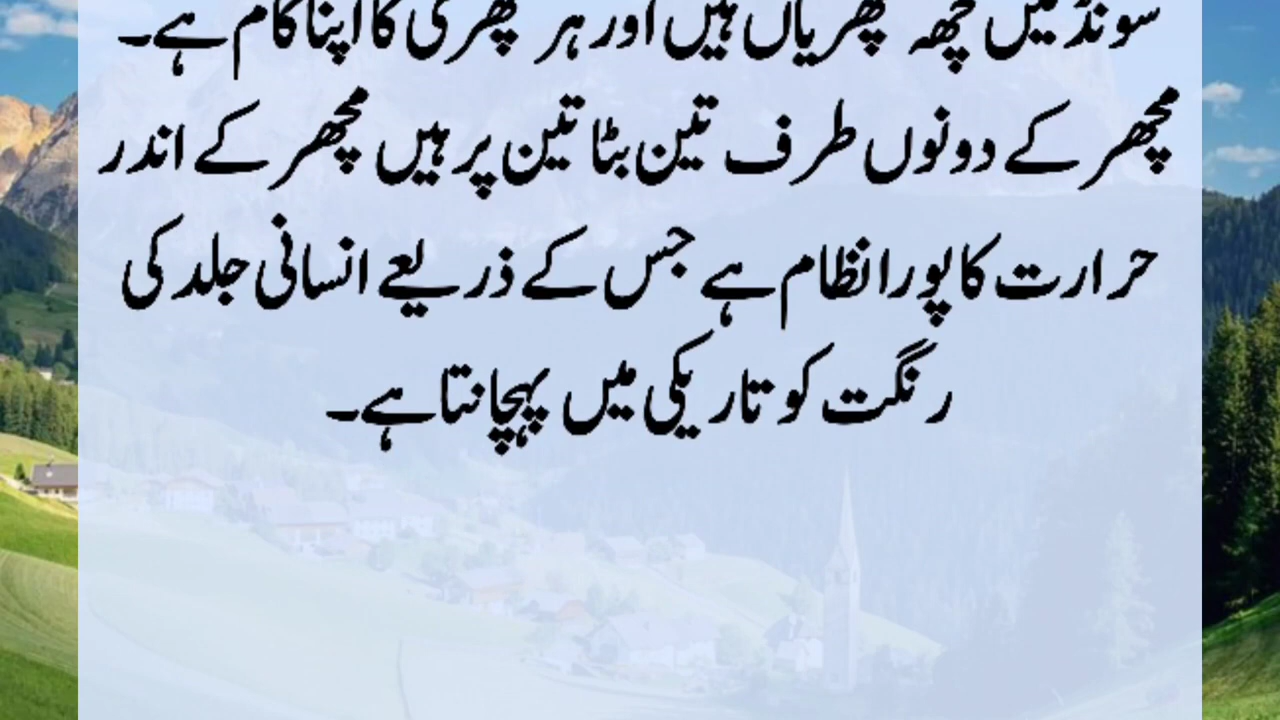 سونڈ میں چھ چھریاں ہیں اور ہر چھری کا اپنا کام ہے۔
مچھر کے دونوں طرف تین بٹا تین پر ہیں مچھر کے اندر
حرارت کا پورا نظام ہے جس کے ذریعے انسانی جلد کی
رنگت کو تاریکی میں پہچانتا ہے۔